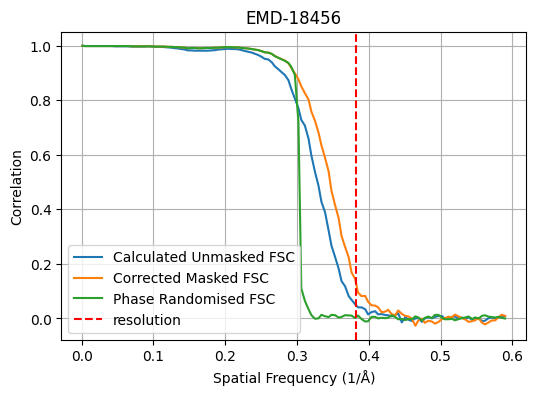 EMD-18456
1.0
0.8
0.6
0.4
0.2
0.0
Correlation
Calculated Unmasked FSC
Corrected Masked FSC
Phase Randomised FSC
resolution
0.0 0.1 0.2 0.3 0.4 0.5 0.6
Spatial Frequency (1/Å)